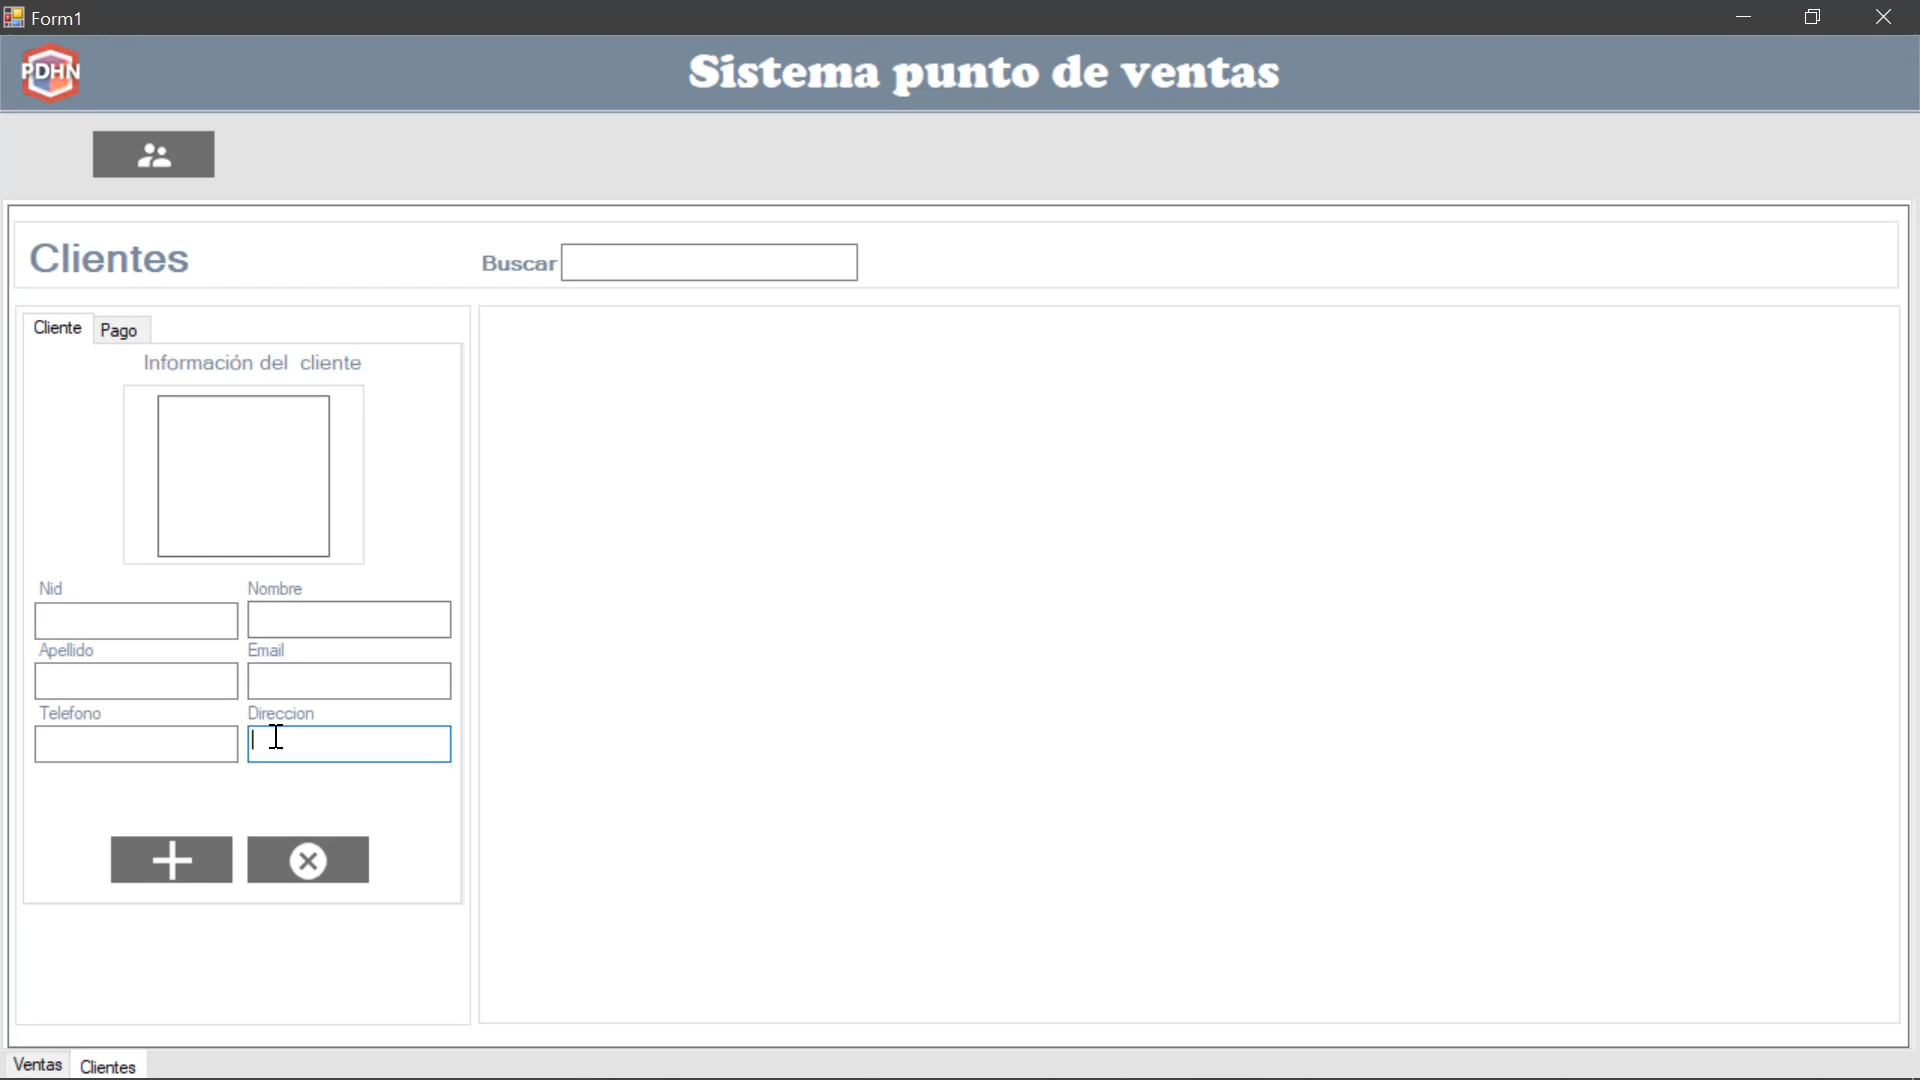 Form1
PDHN
Sistema punto de ventas
Clientes
Buscar
Cliente
Pago
Información del cliente
Nid
Nombre
Apellido
Email
Telefono
Direccion
Ventas
Clientes